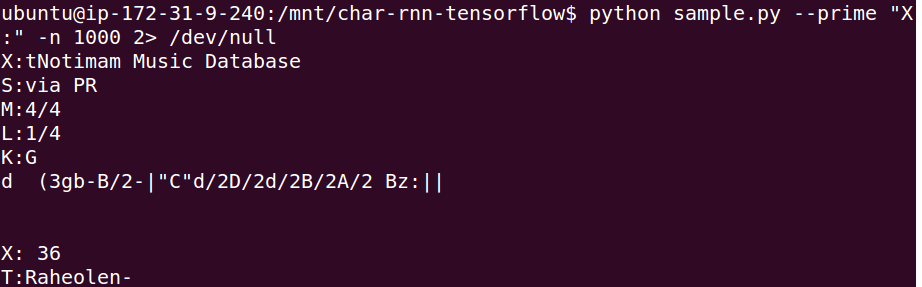 ubuntu@ip-172-31-9-240:/mnt/char-rnn-tensorflow$ python sample.py --prime "X
:" -n 1000 2> /dev/null
X:tNotimam Music Database
S:via PR
M:4/4
L:1/4
K:G
d  (3gb-B/2-|"C"d/2D/2d/2B/2A/2 Bz:||
X: 36
T:Raheolen-